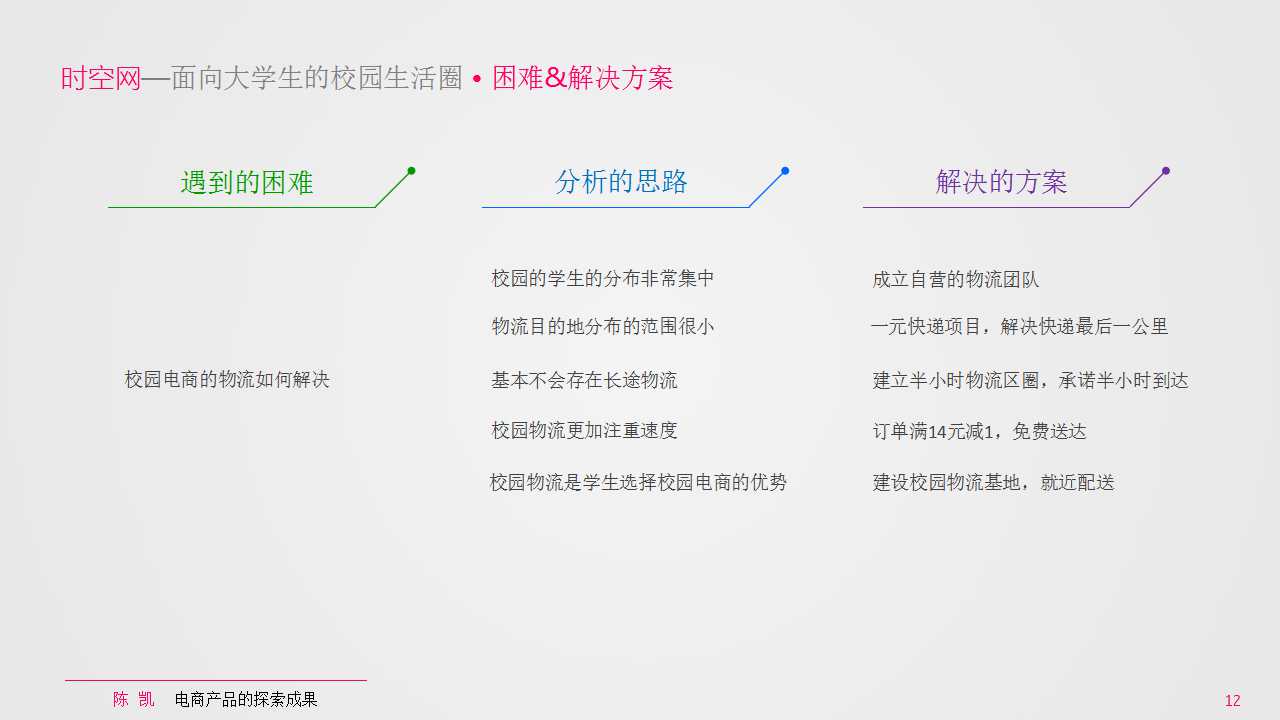 时空网—面向大学生的校园生活圈 • 困难&解决方案
遇到的困难
分析的思路
解决的方案
校园电商的物流如何解决
校园的学生的分布非常集中
物流目的地分布的范围很小
基本不会存在长途物流
校园物流更加注重速度
校园物流是学生选择校园电商的优势
成立自营的物流团队
一元快递项目，解决快递最后一公里
建立半小时物流区圈，承诺半小时到达
订单满14元减1，免费送达
建设校园物流基地，就近配送
陈 凯 电商产品的探索成果
12